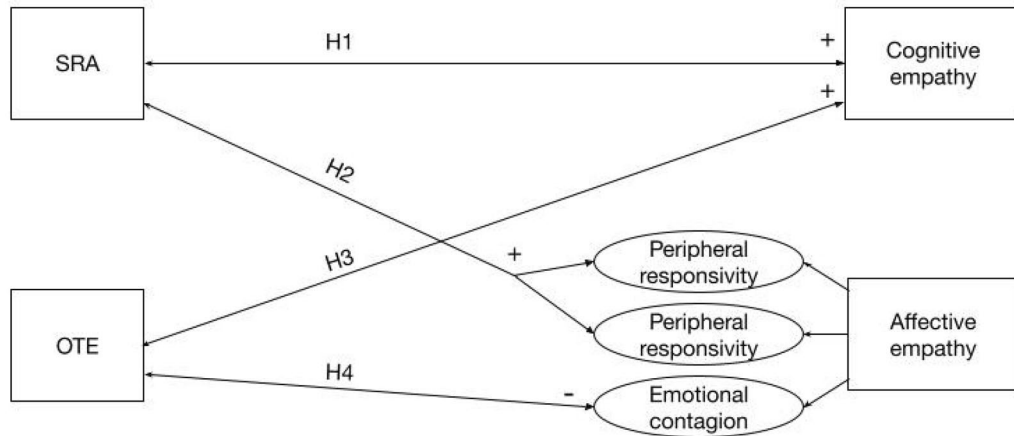 SRA
H1
+
Cognitive
empathy
+
H2
H3
+
Peripheral
responsivity
OTE
Peripheral
responsivity
Affective
empathy
H4
-
Emotional
contagion